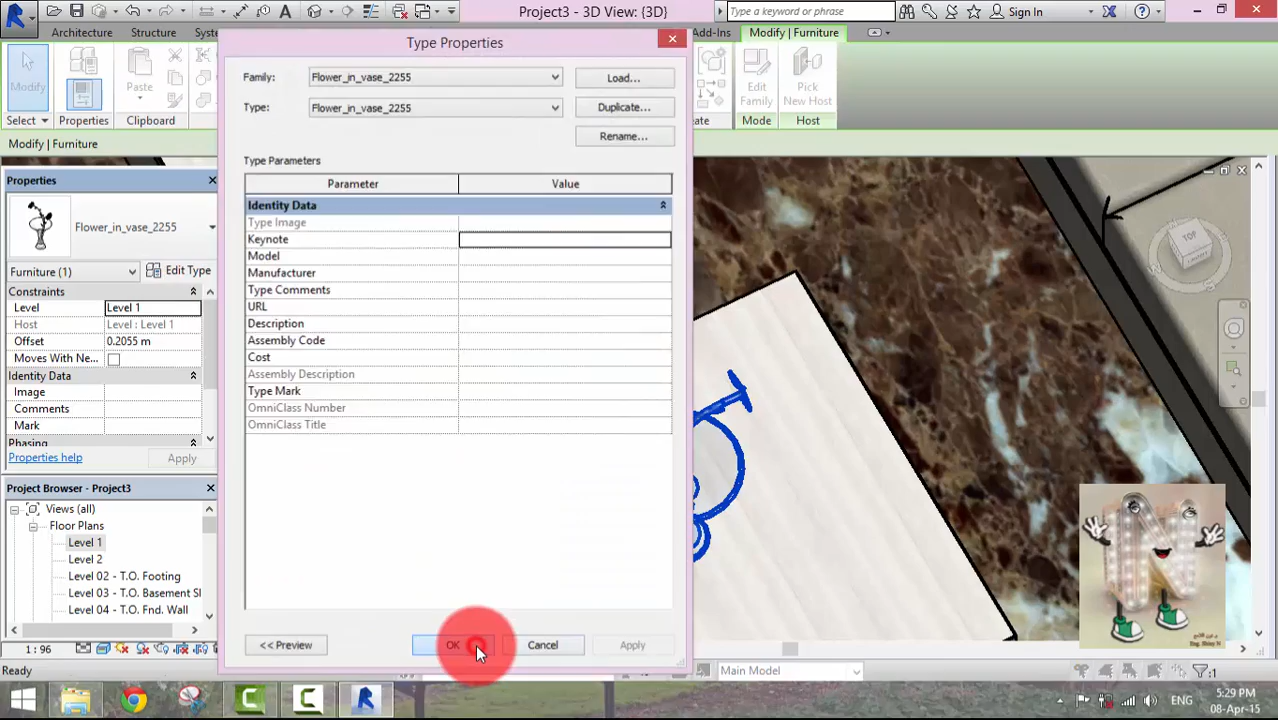 Project3 - 3D View: {3D}
Type a keyword or phrase
Sign In
Architecture
Structure
Add-Ins
Modify | Furniture
Modify
Properties
Paste
Edit Family
Pick New Host
Select
Properties
Clipboard
Mode
Host
Modify | Furniture
Properties
Flower_in_vase_2255
Furniture (1)
Edit Type
Constraints
Level
Level 1
Host
Level : Level 1
Offset
0.2055 m
Moves With Ne...
Identity Data
Image
Comments
Mark
Phasing
Properties help
Apply
Project Browser - Project3
Views (all)
Floor Plans
Level 1
Level 2
Level 02 - T.O. Footing
Level 03 - T.O. Basement Sl
Level 04 - T.O. Fnd. Wall
1 : 96
Ready
Type Properties
Family:
Flower_in_vase_2255
Load...
Type:
Flower_in_vase_2255
Duplicate...
Rename...
Type Parameters
Parameter
Value
Identity Data
Type Image
Keynote
Model
Manufacturer
Type Comments
URL
Description
Assembly Code
Cost
Assembly Description
Type Mark
OmniClass Number
OmniClass Title
<< Preview
OK
Cancel
Apply
TOP
Main Model
:1
ENG
5:29 PM
08-Apr-15